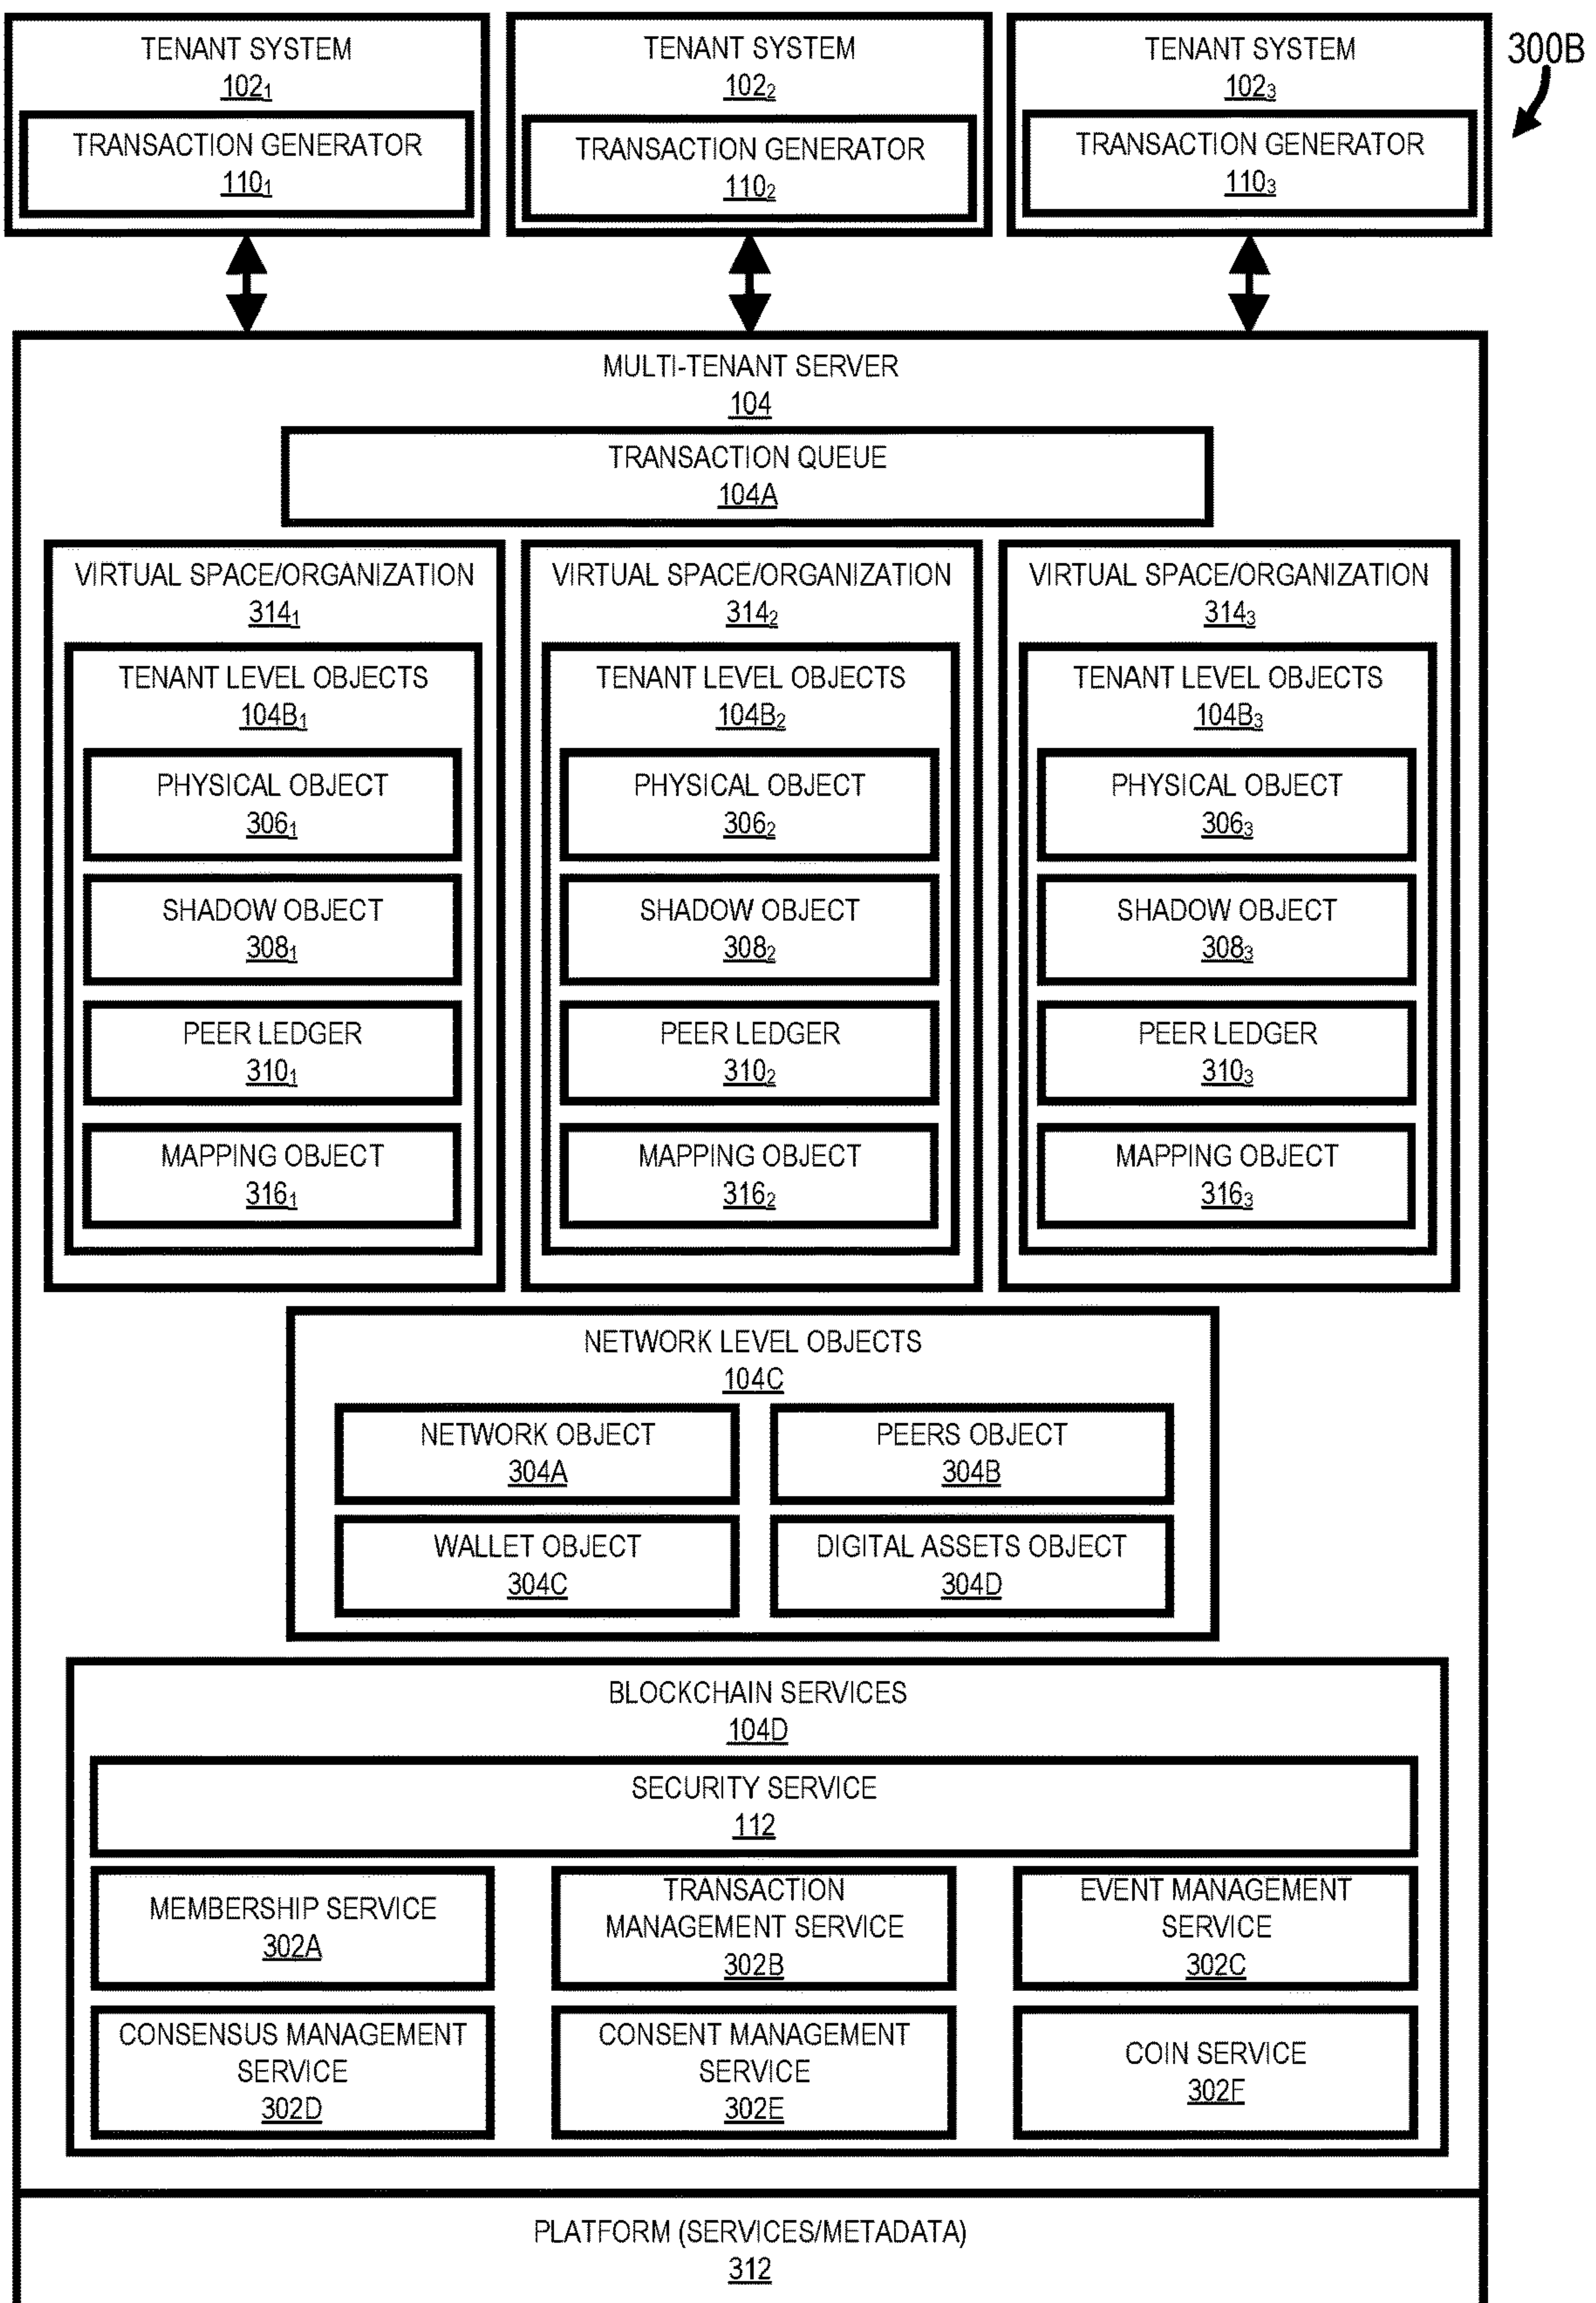 300B
TENANT SYSTEM
102₁
TRANSACTION GENERATOR
110₁
TENANT SYSTEM
102₂
TRANSACTION GENERATOR
110₂
TENANT SYSTEM
102₃
TRANSACTION GENERATOR
110₃
MULTI-TENANT SERVER
104
TRANSACTION QUEUE
104A
VIRTUAL SPACE/ORGANIZATION
314₁
TENANT LEVEL OBJECTS
104B₁
PHYSICAL OBJECT
306₁
SHADOW OBJECT
308₁
PEER LEDGER
310₁
MAPPING OBJECT
316₁
VIRTUAL SPACE/ORGANIZATION
314₂
TENANT LEVEL OBJECTS
104B₂
PHYSICAL OBJECT
306₂
SHADOW OBJECT
308₂
PEER LEDGER
310₂
MAPPING OBJECT
316₂
VIRTUAL SPACE/ORGANIZATION
314₃
TENANT LEVEL OBJECTS
104B₃
PHYSICAL OBJECT
306₃
SHADOW OBJECT
308₃
PEER LEDGER
310₃
MAPPING OBJECT
316₃
NETWORK LEVEL OBJECTS
104C
NETWORK OBJECT
304A
PEERS OBJECT
304B
WALLET OBJECT
304C
DIGITAL ASSETS OBJECT
304D
BLOCKCHAIN SERVICES
104D
SECURITY SERVICE
112
MEMBERSHIP SERVICE
302A
TRANSACTION
MANAGEMENT SERVICE
302B
EVENT MANAGEMENT
SERVICE
302C
CONSENSUS MANAGEMENT
SERVICE
302D
CONSENT MANAGEMENT
SERVICE
302E
COIN SERVICE
302F
PLATFORM (SERVICES/METADATA)
312